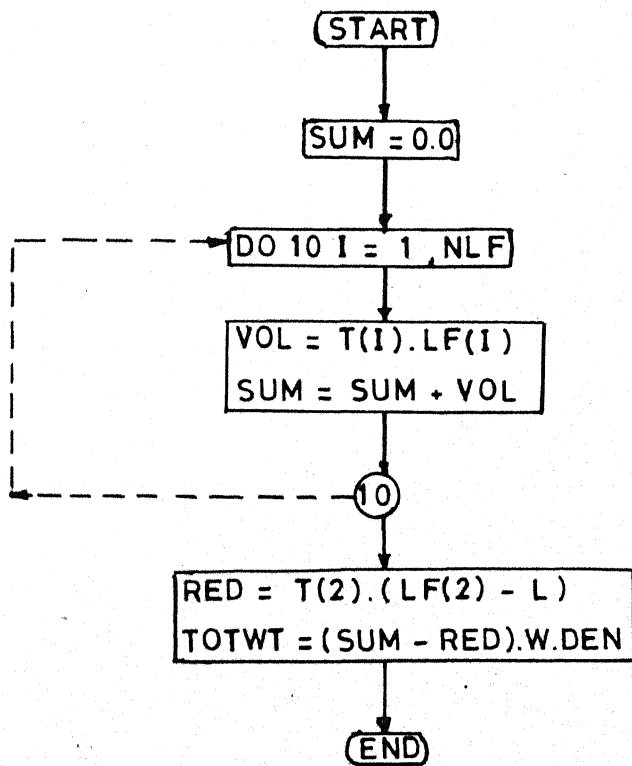 START
SUM = 0.0
DO 10 I = 1, NLF
VOL = T(I).LF(I)
SUM = SUM + VOL
10
RED = T(2).(LF(2) - L)
TOTWT = (SUM - RED).W.DEN
END